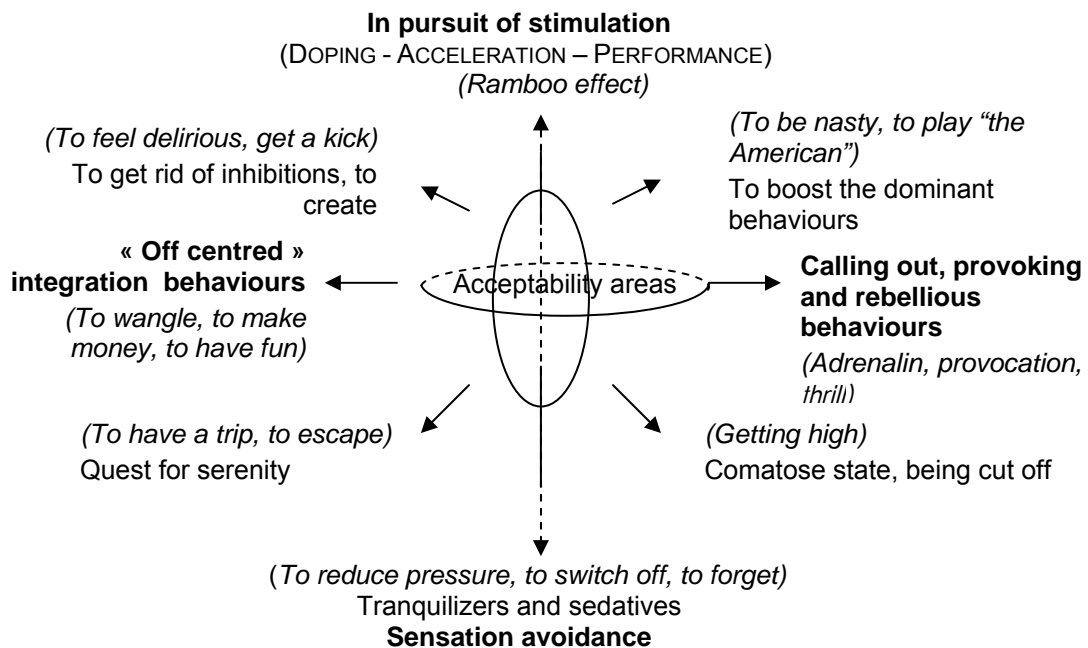 In pursuit of stimulation
(DOPING - ACCELERATION – PERFORMANCE)
(Ramboo effect)
(To feel delirious, get a kick)
To get rid of inhibitions, to
create
(To be nasty, to play “the
American”)
To boost the dominant
behaviours
« Off centred »
integration behaviours
(To wangle, to make
money, to have fun)
Acceptability areas
Calling out, provoking
and rebellious
behaviours
(Adrenalin, provocation,
thrill)
(To have a trip, to escape)
Quest for serenity
(Getting high)
Comatose state, being cut off
(To reduce pressure, to switch off, to forget)
Tranquilizers and sedatives
Sensation avoidance